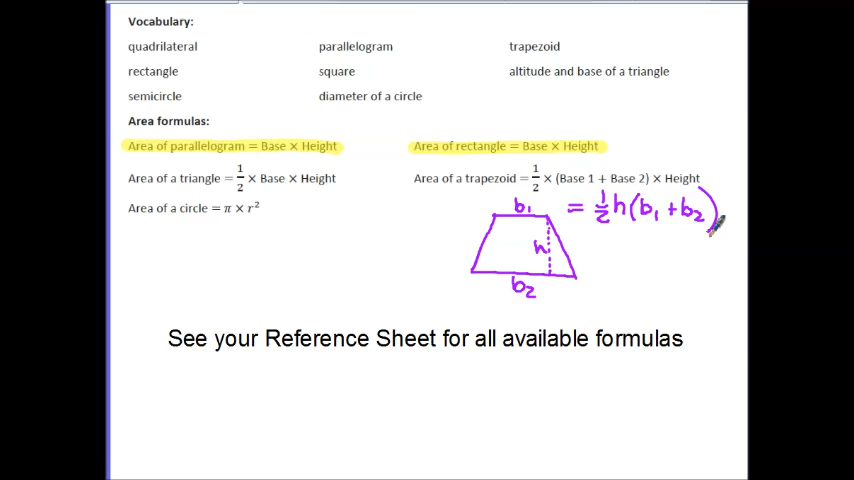 Vocabulary:
quadrilateral parallelogram trapezoid
rectangle square altitude and base of a triangle
semicircle diameter of a circle
Area formulas:
Area of parallelogram = Base × Height Area of rectangle = Base × Height
Area of a triangle = 1/2 × Base × Height Area of a trapezoid = 1/2 × (Base 1 + Base 2) × Height
Area of a circle = π × r²
b₁ = 1/2 h(b₁ + b₂)
h
b₂
See your Reference Sheet for all available formulas